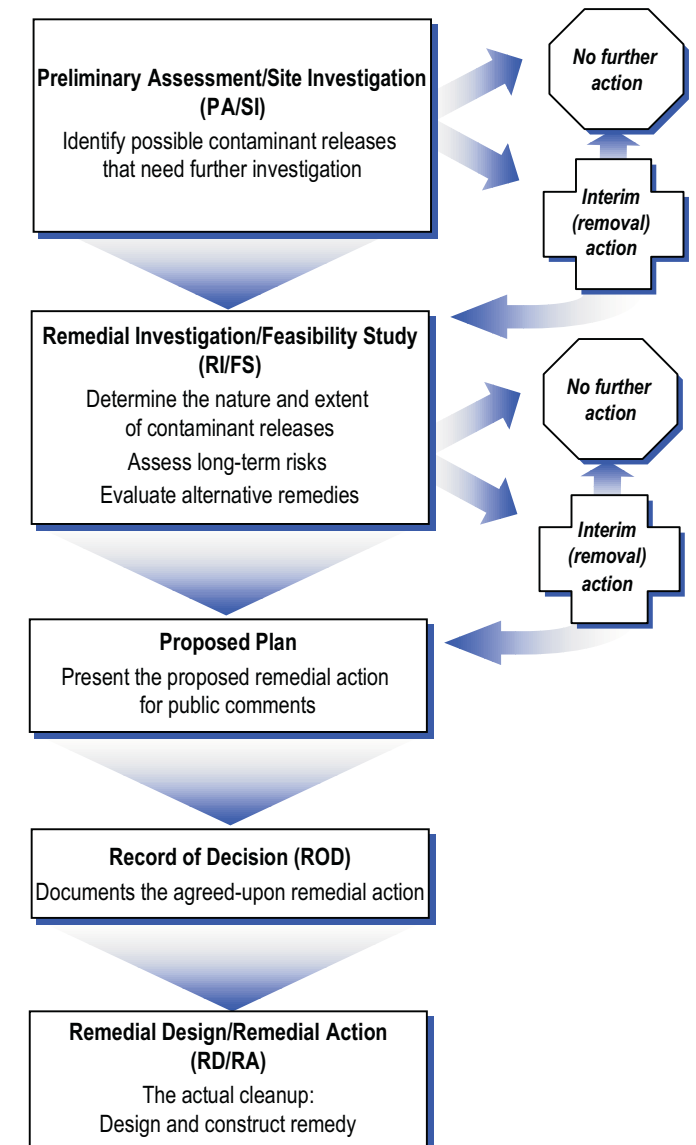 Preliminary Assessment/Site Investigation
(PA/SI)
Identify possible contaminant releases
that need further investigation
No further
action
Interim
(removal)
action
Remedial Investigation/Feasibility Study
(RI/FS)
Determine the nature and extent
of contaminant releases
Assess long-term risks
Evaluate alternative remedies
No further
action
Interim
(removal)
action
Proposed Plan
Present the proposed remedial action
for public comments
Record of Decision (ROD)
Documents the agreed-upon remedial action
Remedial Design/Remedial Action
(RD/RA)
The actual cleanup:
Design and construct remedy